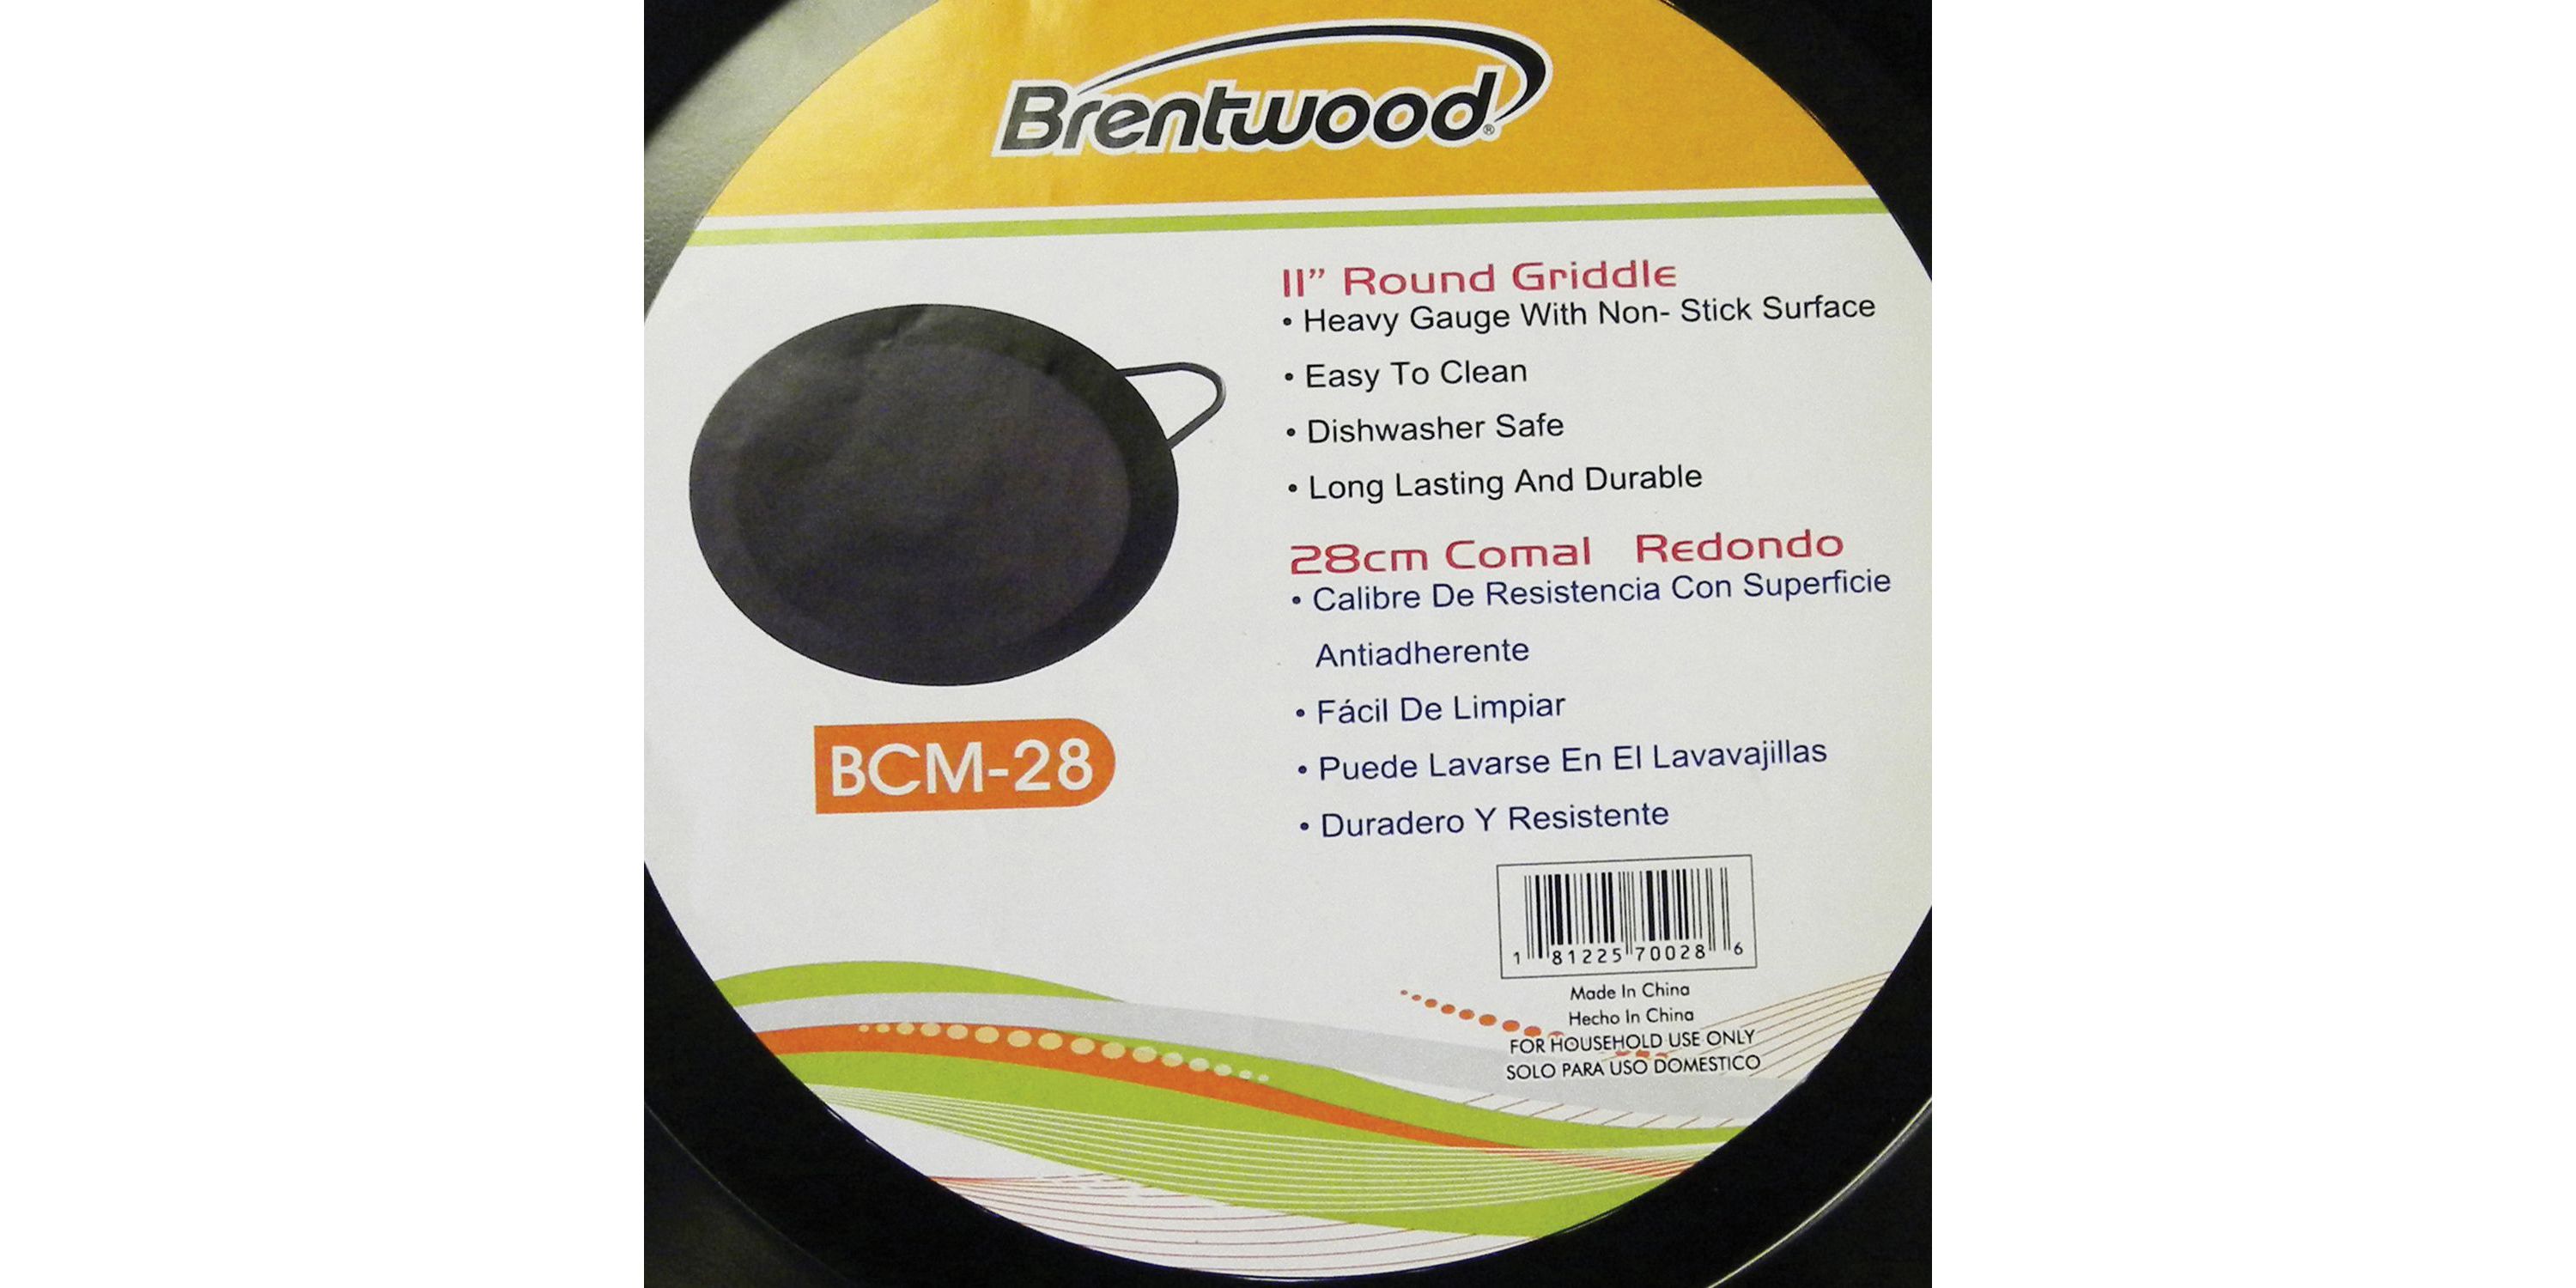 Brentwood®
11” Round Griddle
• Heavy Gauge With Non- Stick Surface
• Easy To Clean
• Dishwasher Safe
• Long Lasting And Durable
28cm Comal Redondo
• Calibre De Resistencia Con Superficie
Antiadherente
• Fácil De Limpiar
• Puede Lavarse En El Lavavajillas
• Duradero Y Resistente
BCM-28
1 81225 70028 6
Made In China
Hecho In China
FOR HOUSEHOLD USE ONLY
SOLO PARA USO DOMESTICO